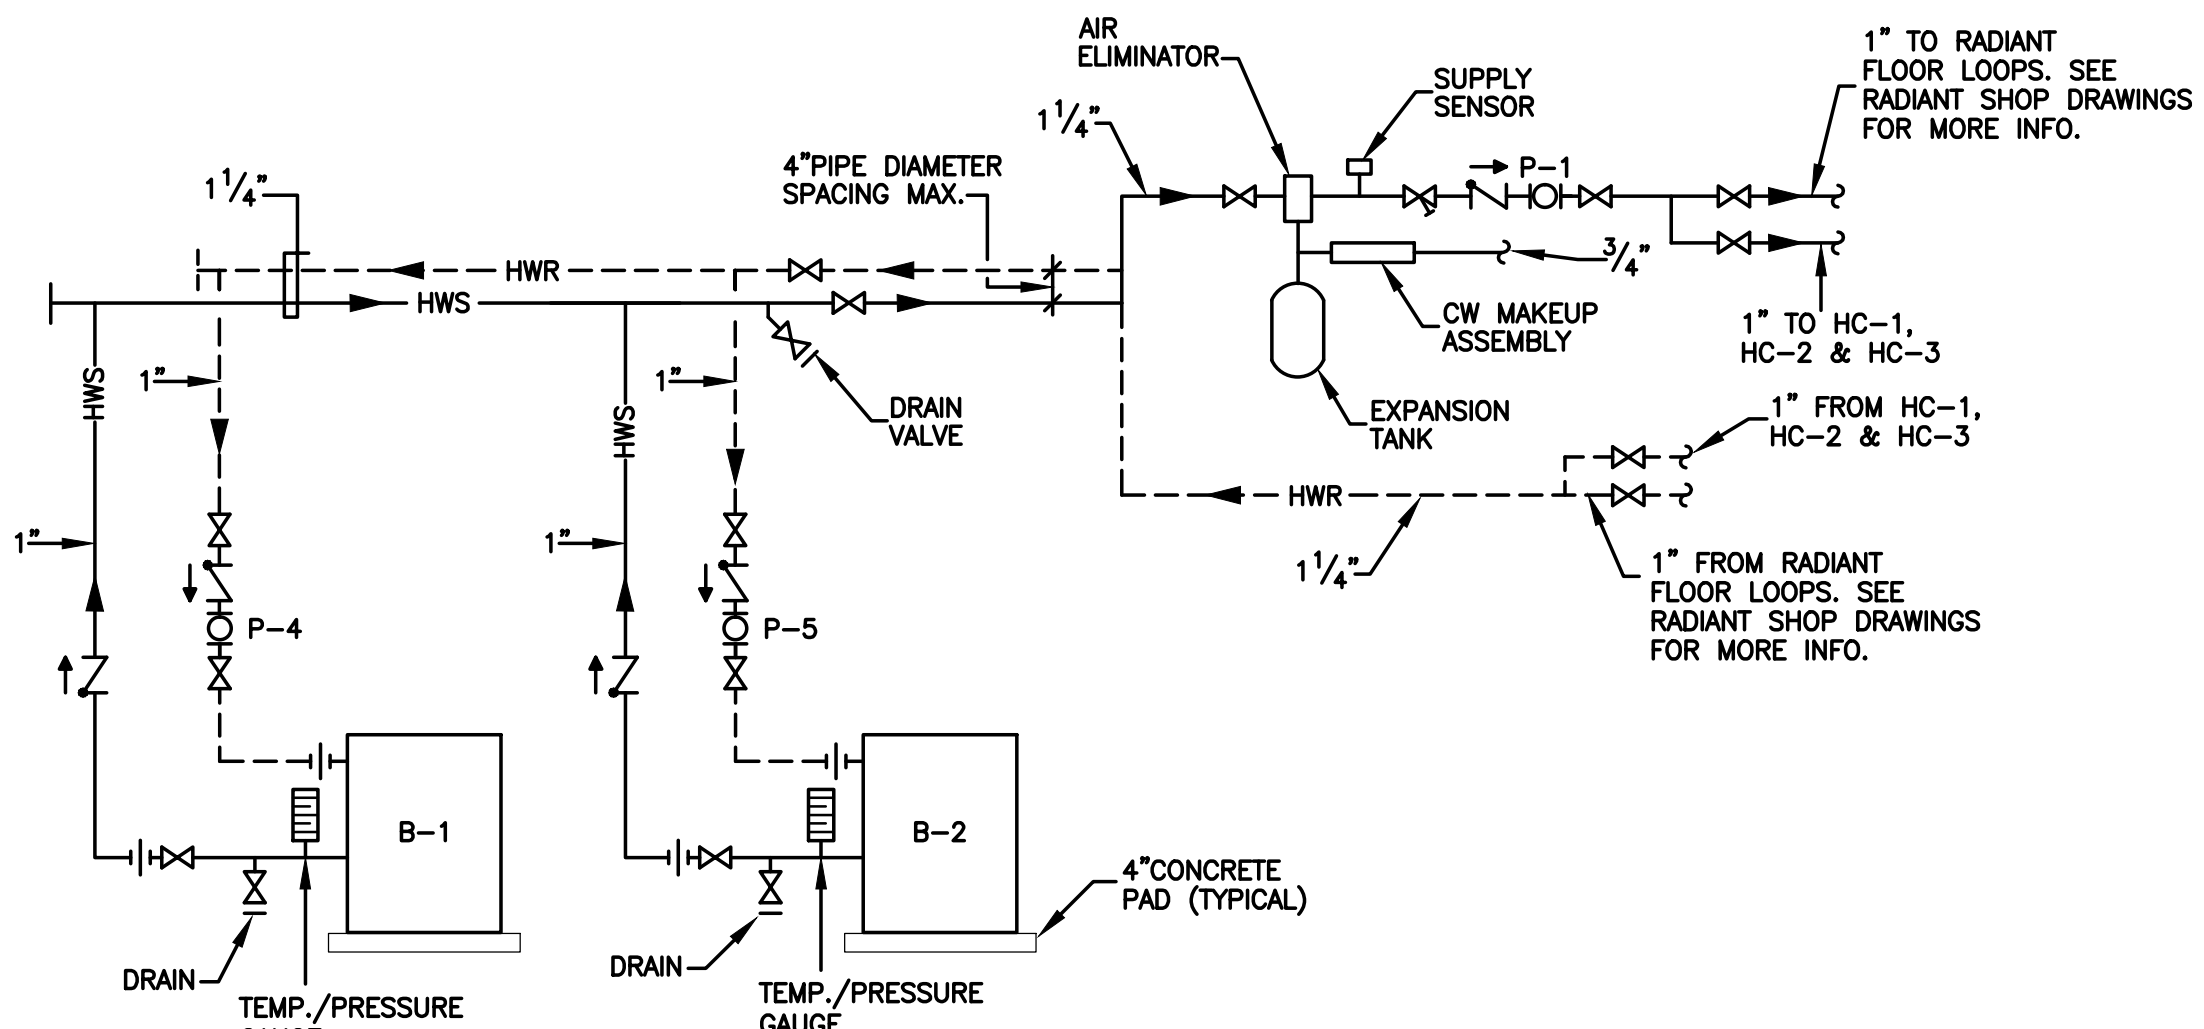 AIR
ELIMINATOR
1 1/4"
SUPPLY
SENSOR
1" TO RADIANT
FLOOR LOOPS. SEE
RADIANT SHOP DRAWINGS
FOR MORE INFO.
4"PIPE DIAMETER
SPACING MAX.
P-1
1 1/4"
HWR
HWS
3/4"
CW MAKEUP
ASSEMBLY
1" TO HC-1,
HC-2 & HC-3
1"
HWS
1"
HWS
DRAIN
VALVE
EXPANSION
TANK
1" FROM HC-1,
HC-2 & HC-3
HWR
1 1/4"
1"
1"
1" FROM RADIANT
FLOOR LOOPS. SEE
RADIANT SHOP DRAWINGS
FOR MORE INFO.
P-4
P-5
B-1
B-2
4"CONCRETE
PAD (TYPICAL)
DRAIN
TEMP./PRESSURE
DRAIN
TEMP./PRESSURE
GAUGE